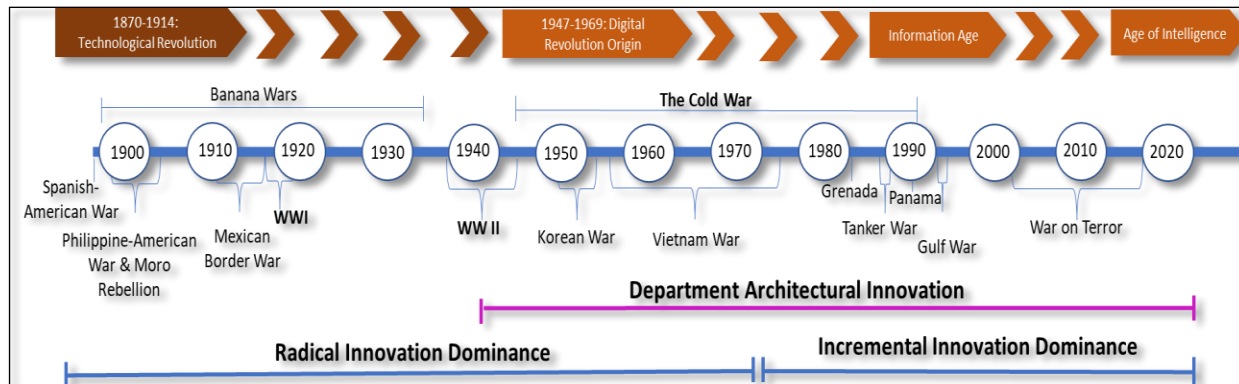 1870-1914:
Technological Revolution
1947-1969: Digital
Revolution Origin
Information Age
Age of Intelligence
Banana Wars
The Cold War
1900
1910
1920
1930
1940
1950
1960
1970
1980
1990
2000
2010
2020
Spanish-
American War
Philippine-American
War & Moro
Rebellion
Mexican
Border War
WWI
WW II
Korean War
Vietnam War
Grenada
Tanker War
Panama
Gulf War
War on Terror
Department Architectural Innovation
Radical Innovation Dominance
Incremental Innovation Dominance